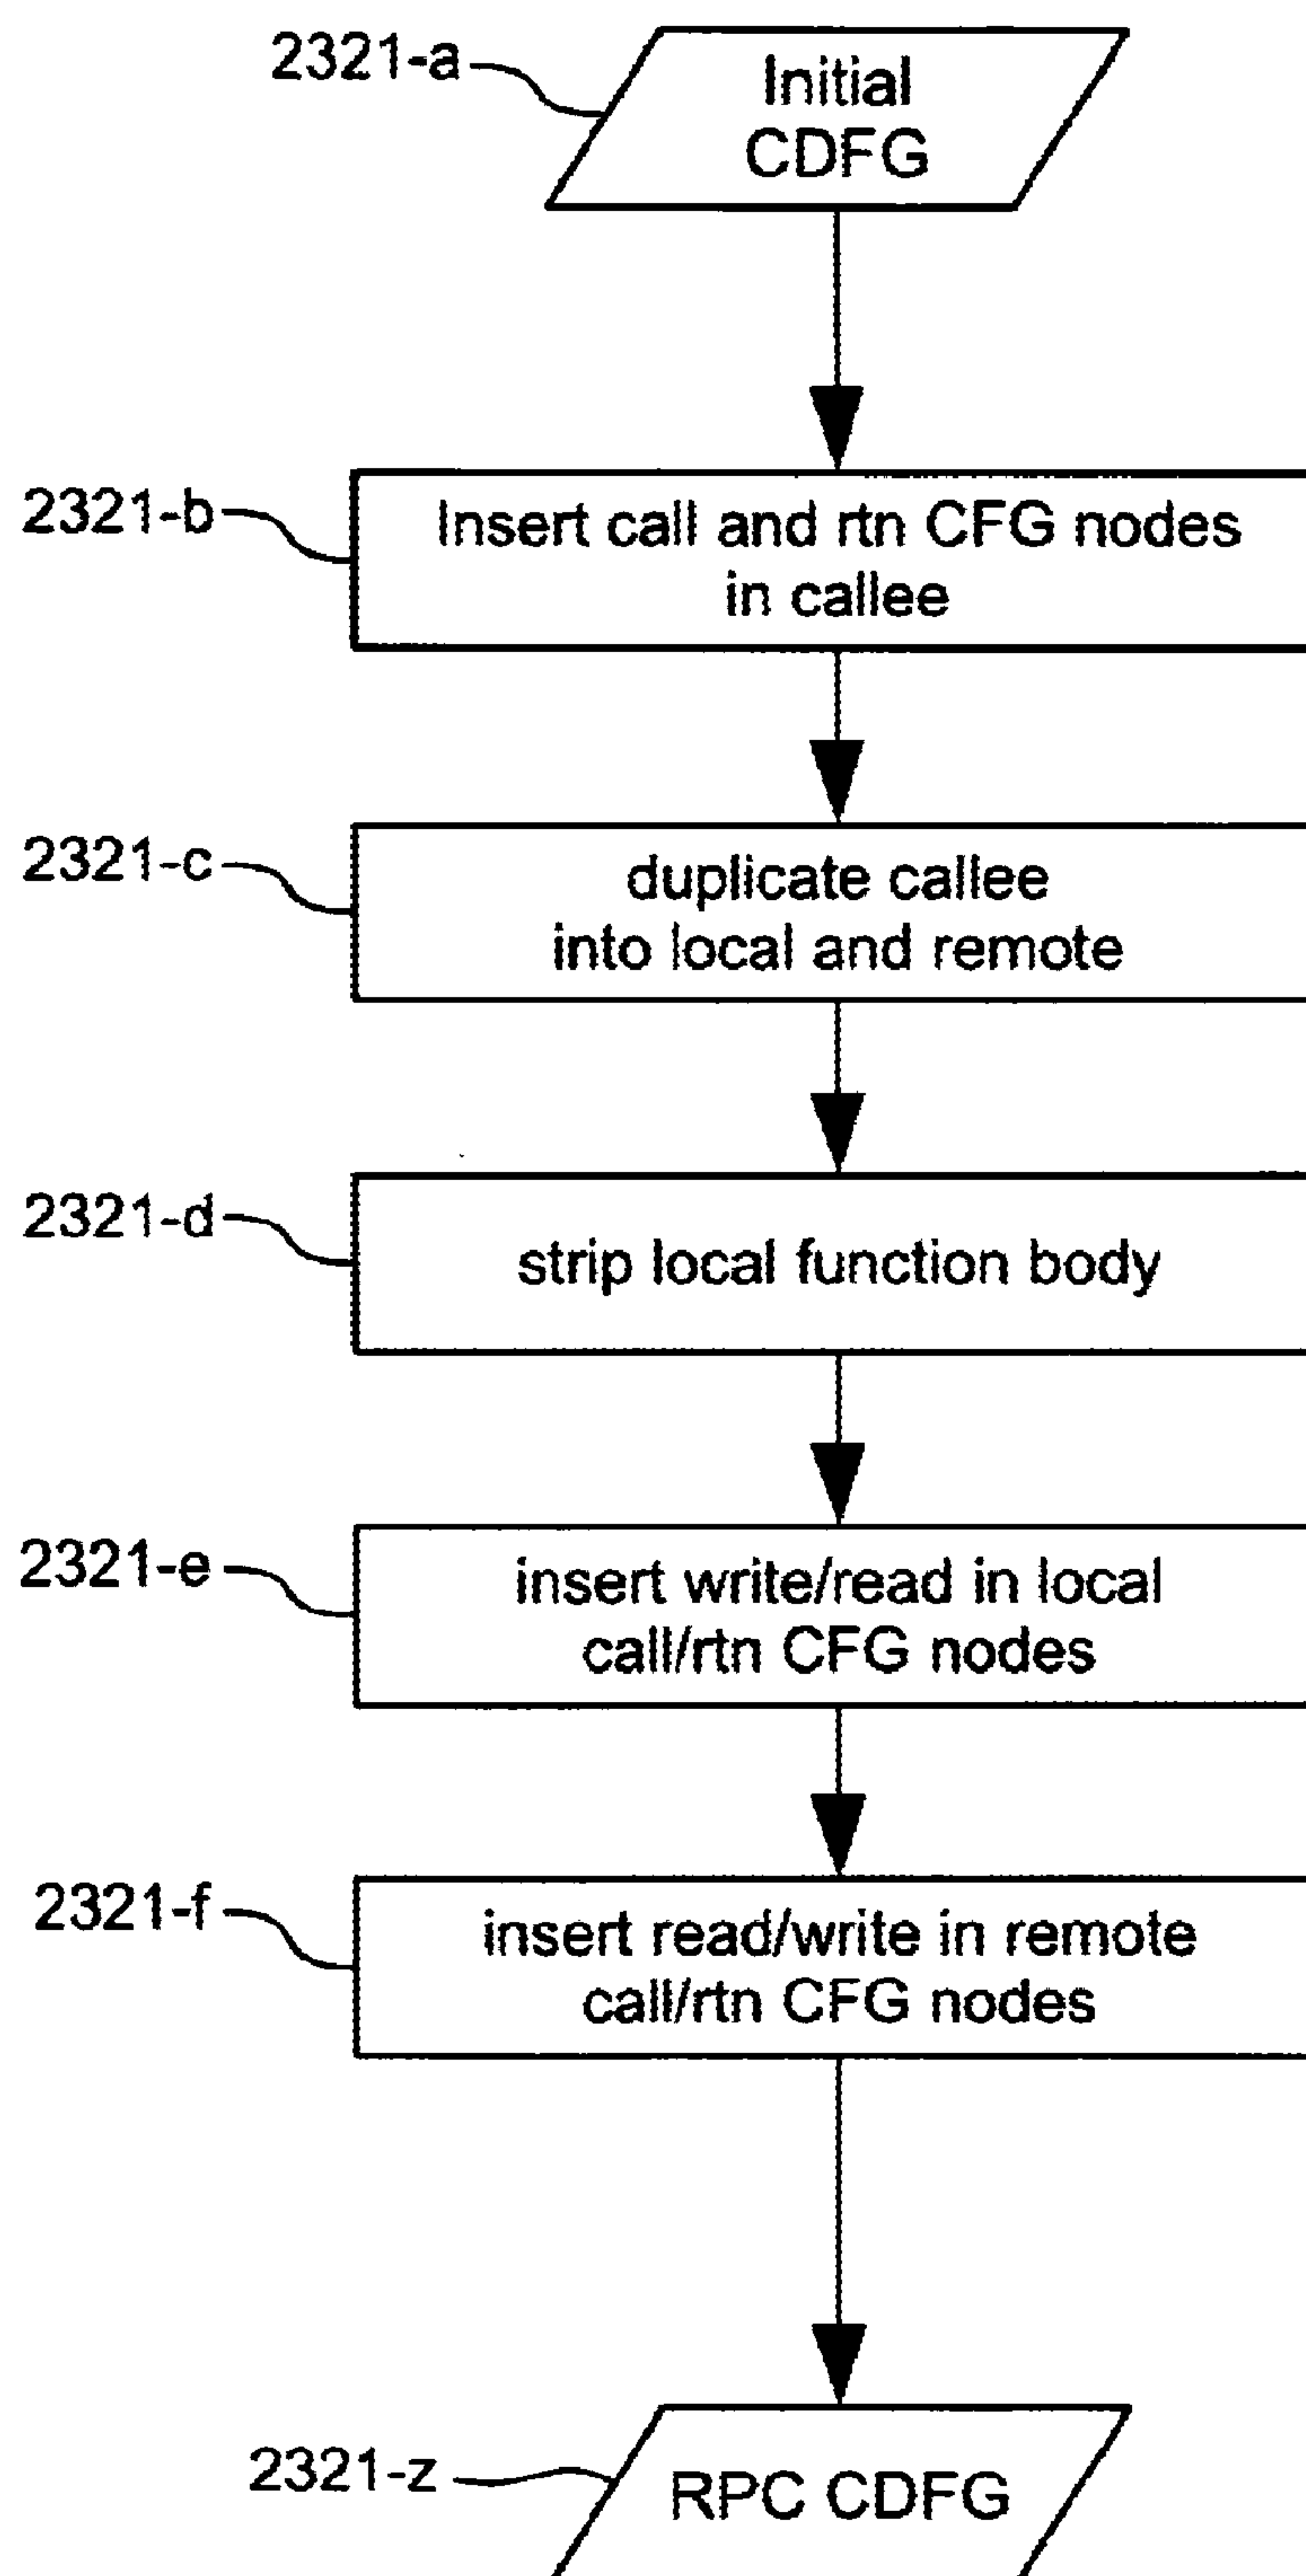 2321-a
Initial
CDFG
2321-b
Insert call and rtn CFG nodes
in callee
2321-c
duplicate callee
into local and remote
2321-d
strip local function body
2321-e
insert write/read in local
call/rtn CFG nodes
2321-f
insert read/write in remote
call/rtn CFG nodes
2321-z
RPC CDFG